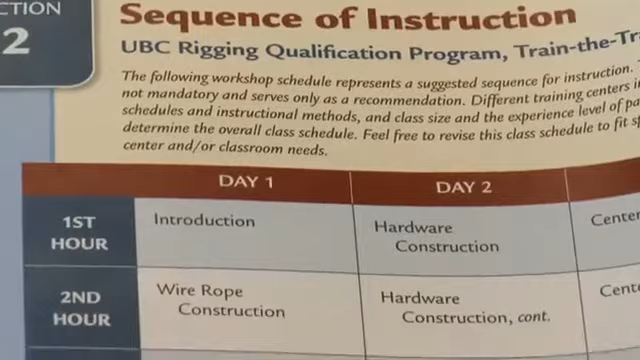 CTION
2
Sequence of Instruction
UBC Rigging Qualification Program, Train-the-Tra
The following workshop schedule represents a suggested sequence for instruction.
not mandatory and serves only as a recommendation. Different training centers
schedules and instructional methods, and class size and the experience level of pa
determine the overall class schedule. Feel free to revise this class schedule to fit
center and/or classroom needs.
DAY 1 DAY 2
1ST HOUR
Introduction
Hardware
Construction
Center
2ND HOUR
Wire Rope
Construction
Hardware
Construction, cont.
Cent